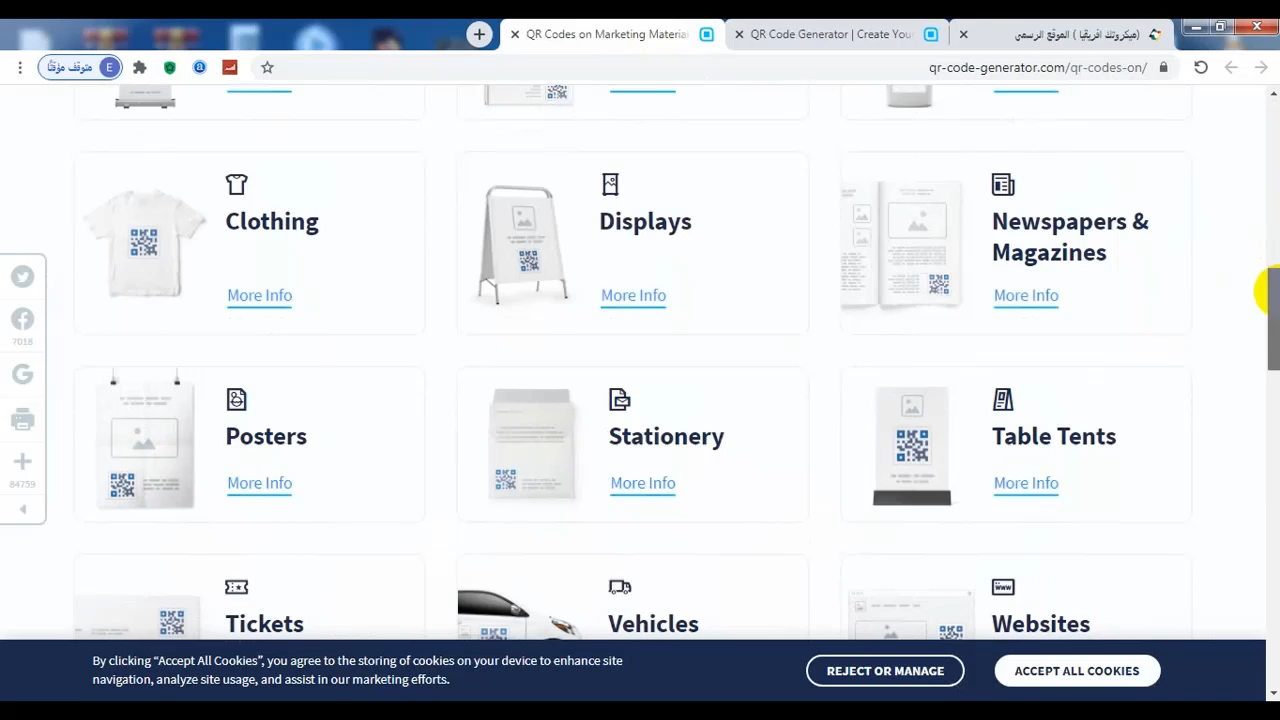 QR Codes on Marketing Materia
QR Code Generator | Create You
(ميكروتك افريقيا ) الموقع الرسمي
متوقف مؤقتًا
E
a
qr-code-generator.com/qr-codes-on/
Clothing
More Info
Displays
More Info
Newspapers &
Magazines
More Info
7018
84759
Posters
More Info
Stationery
More Info
Table Tents
More Info
Tickets
Vehicles
WWW
Websites
By clicking “Accept All Cookies”, you agree to the storing of cookies on your device to enhance site
navigation, analyze site usage, and assist in our marketing efforts.
REJECT OR MANAGE
ACCEPT ALL COOKIES